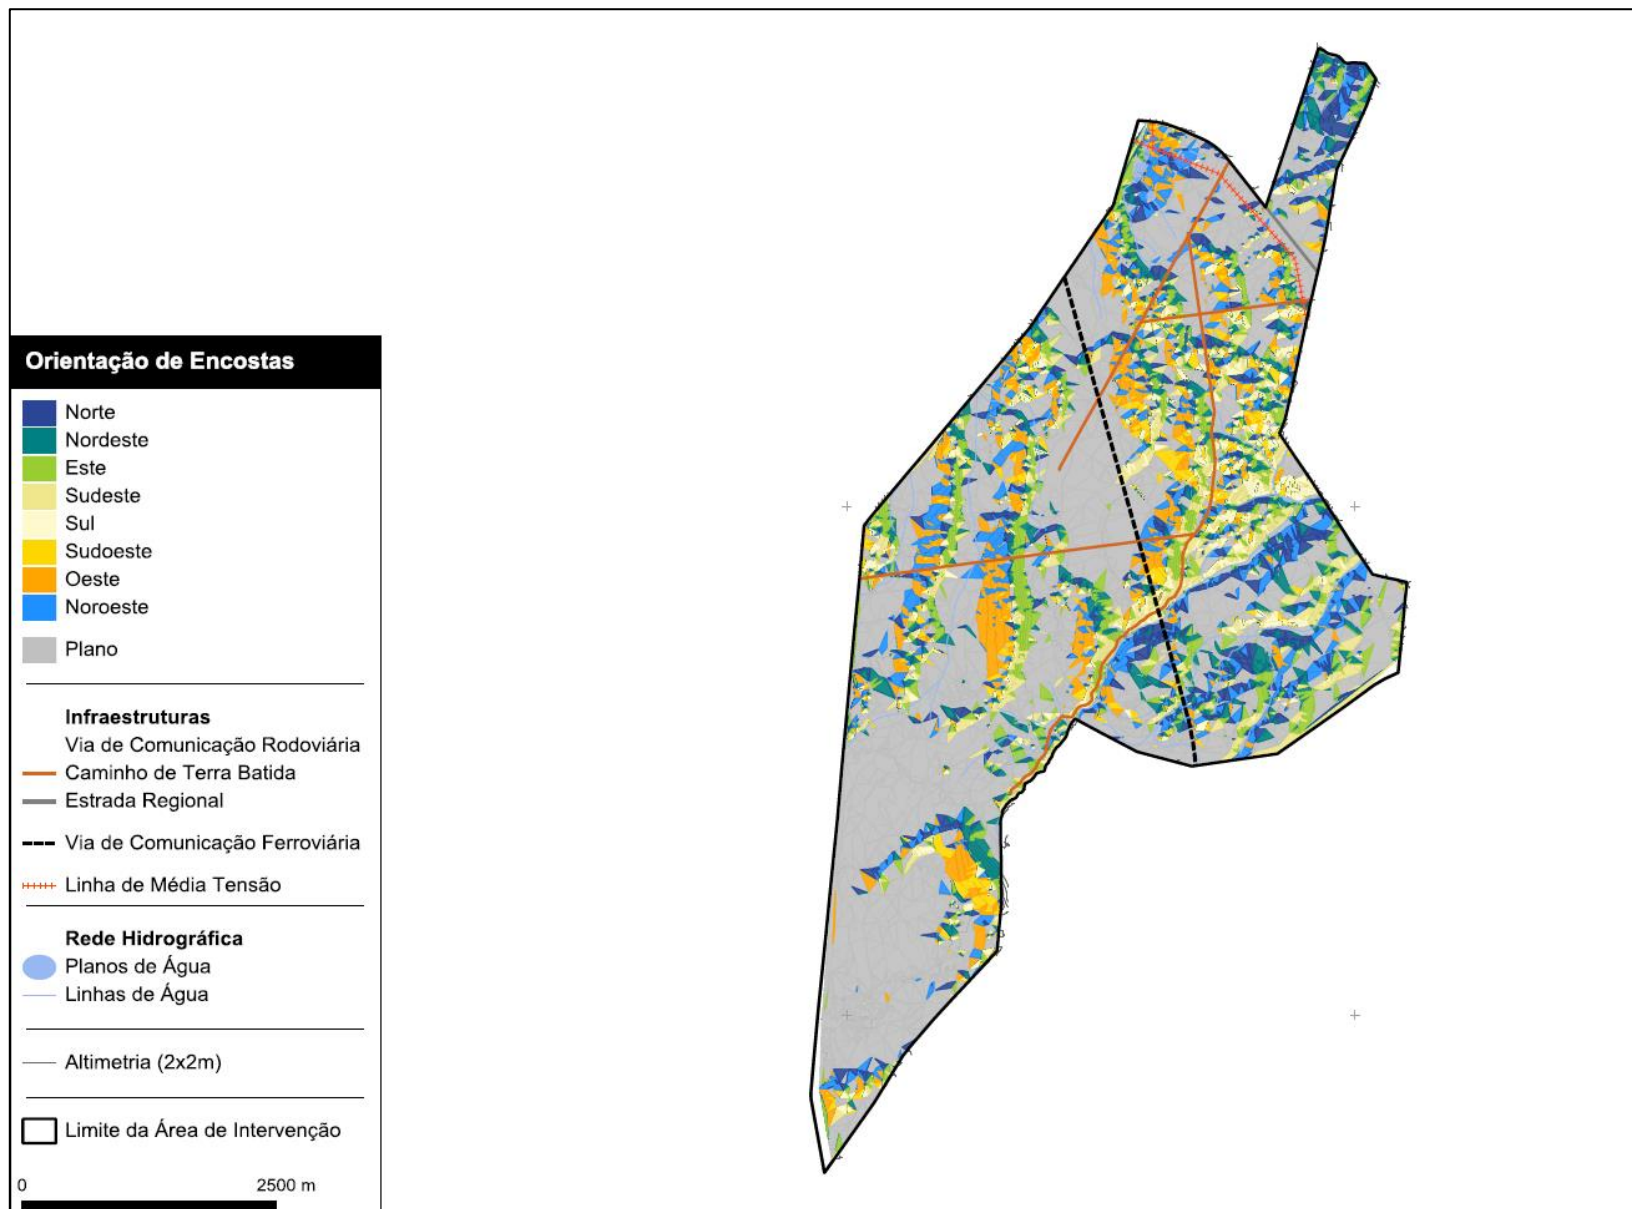 Orientação de Encostas
Norte
Nordeste
Este
Sudeste
Sul
Sudoeste
Oeste
Noroeste
Plano
Infraestruturas
Via de Comunicação Rodoviária
Caminho de Terra Batida
Estrada Regional
Via de Comunicação Ferroviária
Linha de Média Tensão
Rede Hidrográfica
Planos de Água
Linhas de Água
Altimetria (2x2m)
Limite da Área de Intervenção
0 2500 m